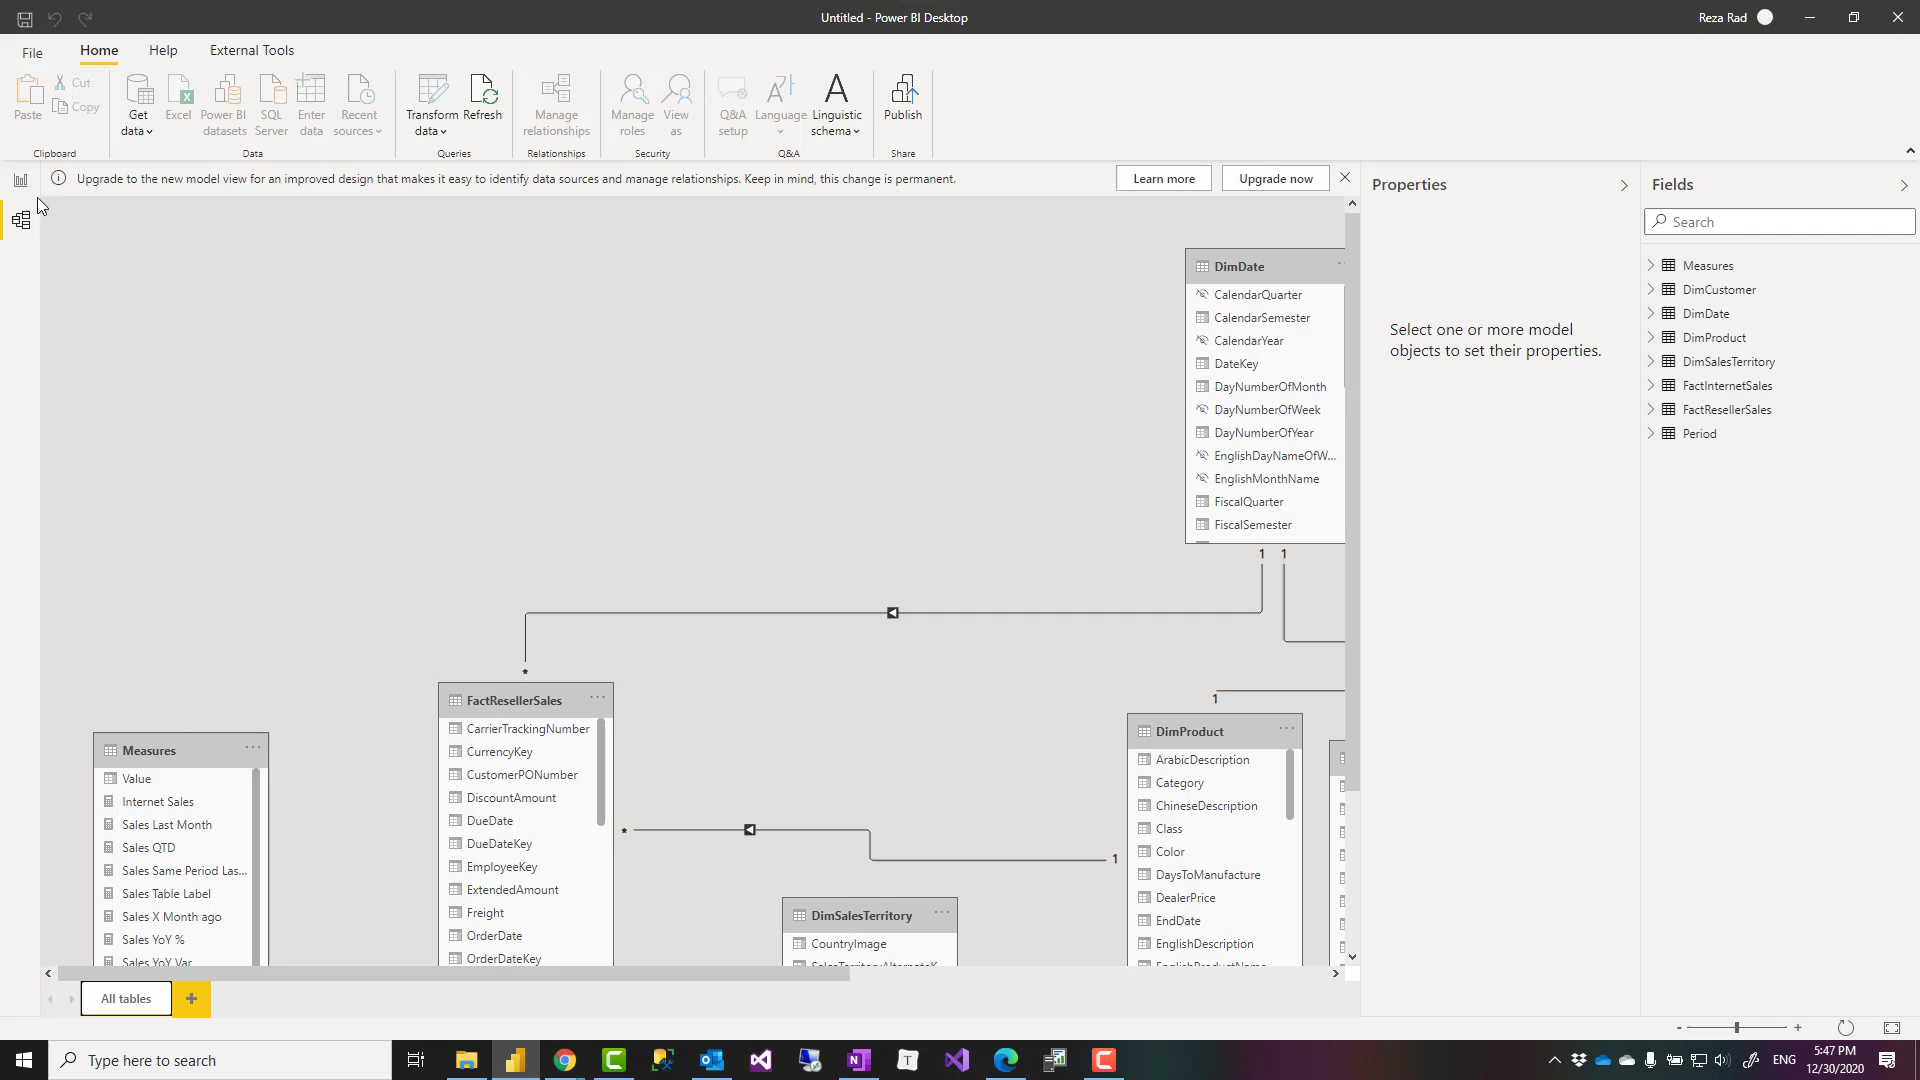 Untitled - Power BI Desktop
Reza Rad
File
Home
Help
External Tools
Paste
Cut
Copy
Clipboard
Get
data
Excel
Power BI
datasets
SQL
Server
Enter
data
Recent
sources
Data
Transform
data
Refresh
Queries
Manage
relationships
Relationships
Manage
roles
View
as
Security
Q&A
setup
Language
Linguistic
schema
Q&A
Publish
Share
Upgrade to the new model view for an improved design that makes it easy to identify data sources and manage relationships. Keep in mind, this change is permanent.
Learn more
Upgrade now
DimDate
CalendarQuarter
CalendarSemester
CalendarYear
DateKey
DayNumberOfMonth
DayNumberOfWeek
DayNumberOfYear
EnglishDayNameOfW...
EnglishMonthName
FiscalQuarter
FiscalSemester
1 1
*
1
FactResellerSales
CarrierTrackingNumber
CurrencyKey
CustomerPONumber
DiscountAmount
DueDate
DueDateKey
EmployeeKey
ExtendedAmount
Freight
OrderDate
OrderDateKey
Measures
Value
Internet Sales
Sales Last Month
Sales QTD
Sales Same Period Las...
Sales Table Label
Sales X Month ago
Sales YoY %
Sales YoY Var
* 1
DimSalesTerritory
CountryImage
SalesTerritoryAlternateK
DimProduct
ArabicDescription
Category
ChineseDescription
Class
Color
DaysToManufacture
DealerPrice
EndDate
EnglishDescription
EnglishProductName
Properties
Select one or more model
objects to set their properties.
Fields
Search
Measures
DimCustomer
DimDate
DimProduct
DimSalesTerritory
FactInternetSales
FactResellerSales
Period
All tables
+
- +
Type here to search
ENG
5:47 PM
12/30/2020